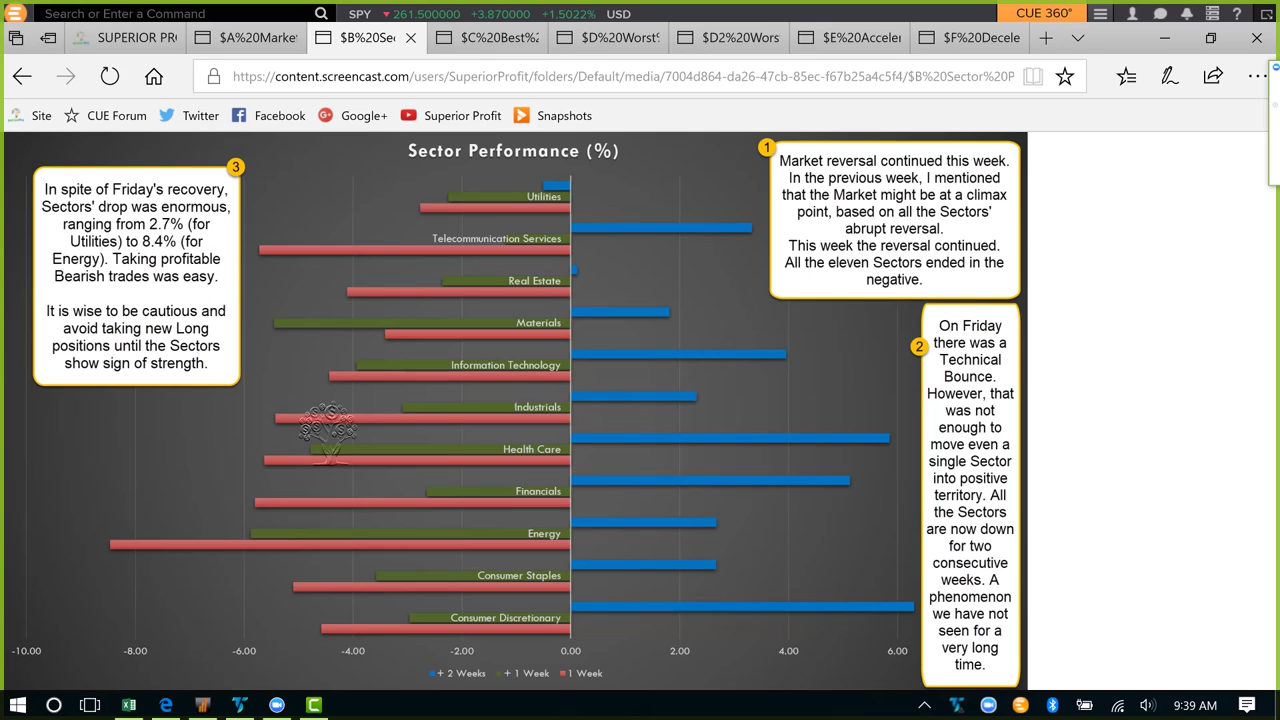 Search or Enter a Command
SPY
261.500000
+3.870000
+1.5022%
USD
CUE 360°
SUPERIOR PR
$A%20Marke
$B%20Sec
$C%20Best%2
$D%20Worst%
$D2%20Wors
$E%20Acceler
$F%20Decele
https://content.screencast.com/users/SuperiorProfit/folders/Default/media/7004d864-da26-47cb-85ec-f67b25a4c5f4/$B%20Sector%20P
Site
CUE Forum
Twitter
Facebook
Google+
Superior Profit
Snapshots
Sector Performance (%)
3
In spite of Friday's recovery,
Sectors' drop was enormous,
ranging from 2.7% (for
Utilities) to 8.4% (for
Energy). Taking profitable
Bearish trades was easy.
It is wise to be cautious and
avoid taking new Long
positions until the Sectors
show sign of strength.
1
Market reversal continued this week.
In the previous week, I mentioned
that the Market might be at a climax
point, based on all the Sectors'
abrupt reversal.
This week the reversal continued.
All the eleven Sectors ended in the
negative.
2
On Friday
there was a
Technical
Bounce.
However, that
was not
enough to
move even a
single Sector
into positive
territory. All
the Sectors
are now down
for two
consecutive
weeks. A
phenomenon
we have not
seen for a
very long
time.
Utilities
Telecommunication Services
Real Estate
Materials
Information Technology
Industrials
Health Care
Financials
Energy
Consumer Staples
Consumer Discretionary
-10.00
-8.00
-6.00
-4.00
-2.00
0.00
2.00
4.00
6.00
+ 2 Weeks
+ 1 Week
1 Week
9:39 AM